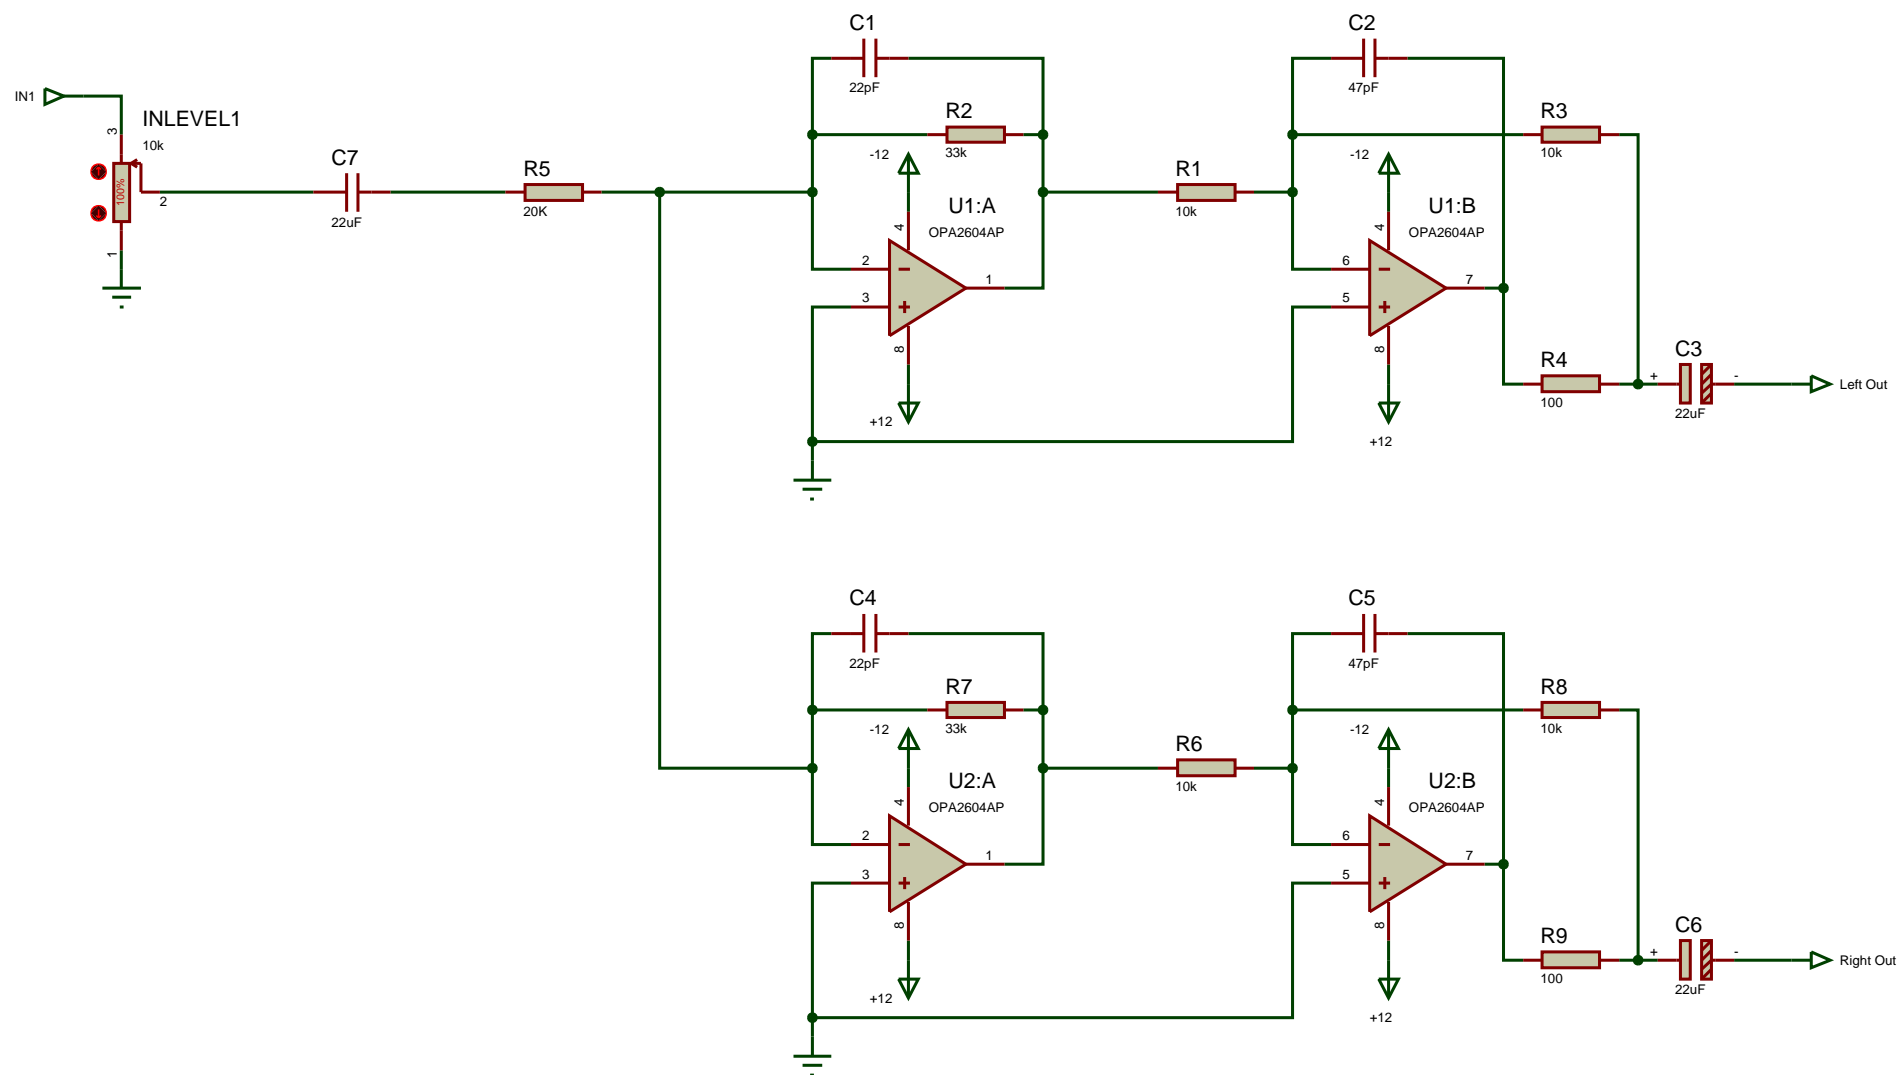 C1
22pF
C2
47pF
IN1
3
INLEVEL1
10k
100%
2
1
C7
22uF
R5
20K
R2
33k
-12
4
U1:A
OPA2604AP
2
3
1
8
+12
R1
10k
R3
10k
-12
4
U1:B
OPA2604AP
6
5
7
8
+12
R4
100
C3
+ -
22uF
Left Out
C4
22pF
C5
47pF
R7
33k
-12
4
U2:A
OPA2604AP
2
3
1
8
+12
R6
10k
R8
10k
-12
4
U2:B
OPA2604AP
6
5
7
8
+12
R9
100
C6
+ -
22uF
Right Out